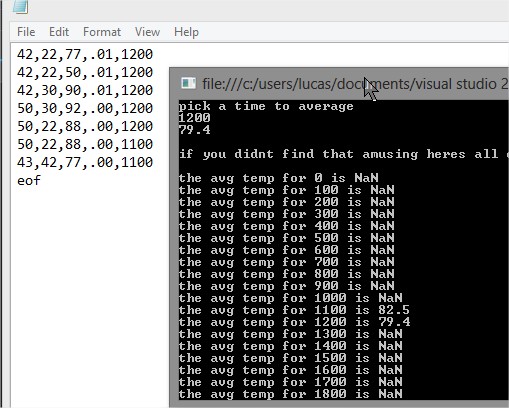 File Edit Format View Help
42,22,77,.01,1200
42,22,50,.01,1200
42,30,90,.01,1100
50,30,92,.00,1200
50,22,88,.00,1200
50,22,88,.00,1100
43,42,77,.00,1100
eof
file:///c:/users/lucas/documents/visual studio 2
pick a time to average
1200
79.4
if you didnt find that amusing heres all
the avg temp for 0 is NaN
the avg temp for 100 is NaN
the avg temp for 200 is NaN
the avg temp for 300 is NaN
the avg temp for 400 is NaN
the avg temp for 500 is NaN
the avg temp for 600 is NaN
the avg temp for 700 is NaN
the avg temp for 800 is NaN
the avg temp for 900 is NaN
the avg temp for 1000 is NaN
the avg temp for 1100 is 82.5
the avg temp for 1200 is 79.4
the avg temp for 1300 is NaN
the avg temp for 1400 is NaN
the avg temp for 1500 is NaN
the avg temp for 1600 is NaN
the avg temp for 1700 is NaN
the avg temp for 1800 is NaN